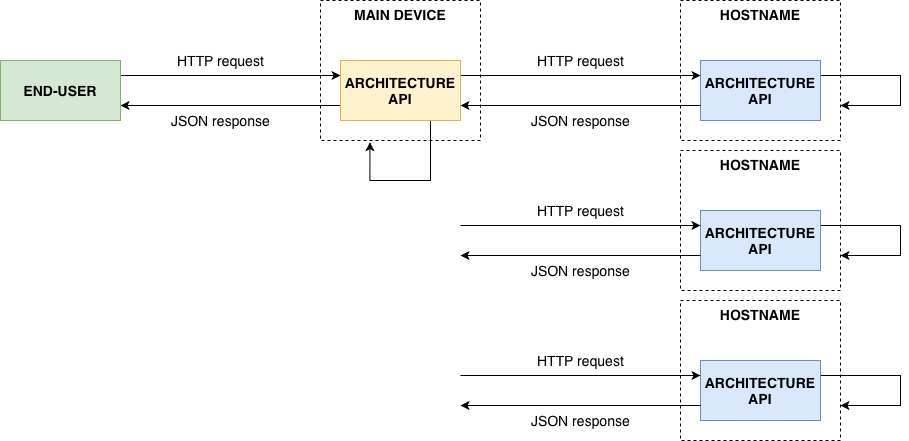 MAIN DEVICE
HOSTNAME
HTTP request
HTTP request
END-USER
ARCHITECTURE
API
ARCHITECTURE
API
JSON response
JSON response
HOSTNAME
HTTP request
ARCHITECTURE
API
JSON response
HOSTNAME
HTTP request
ARCHITECTURE
API
JSON response